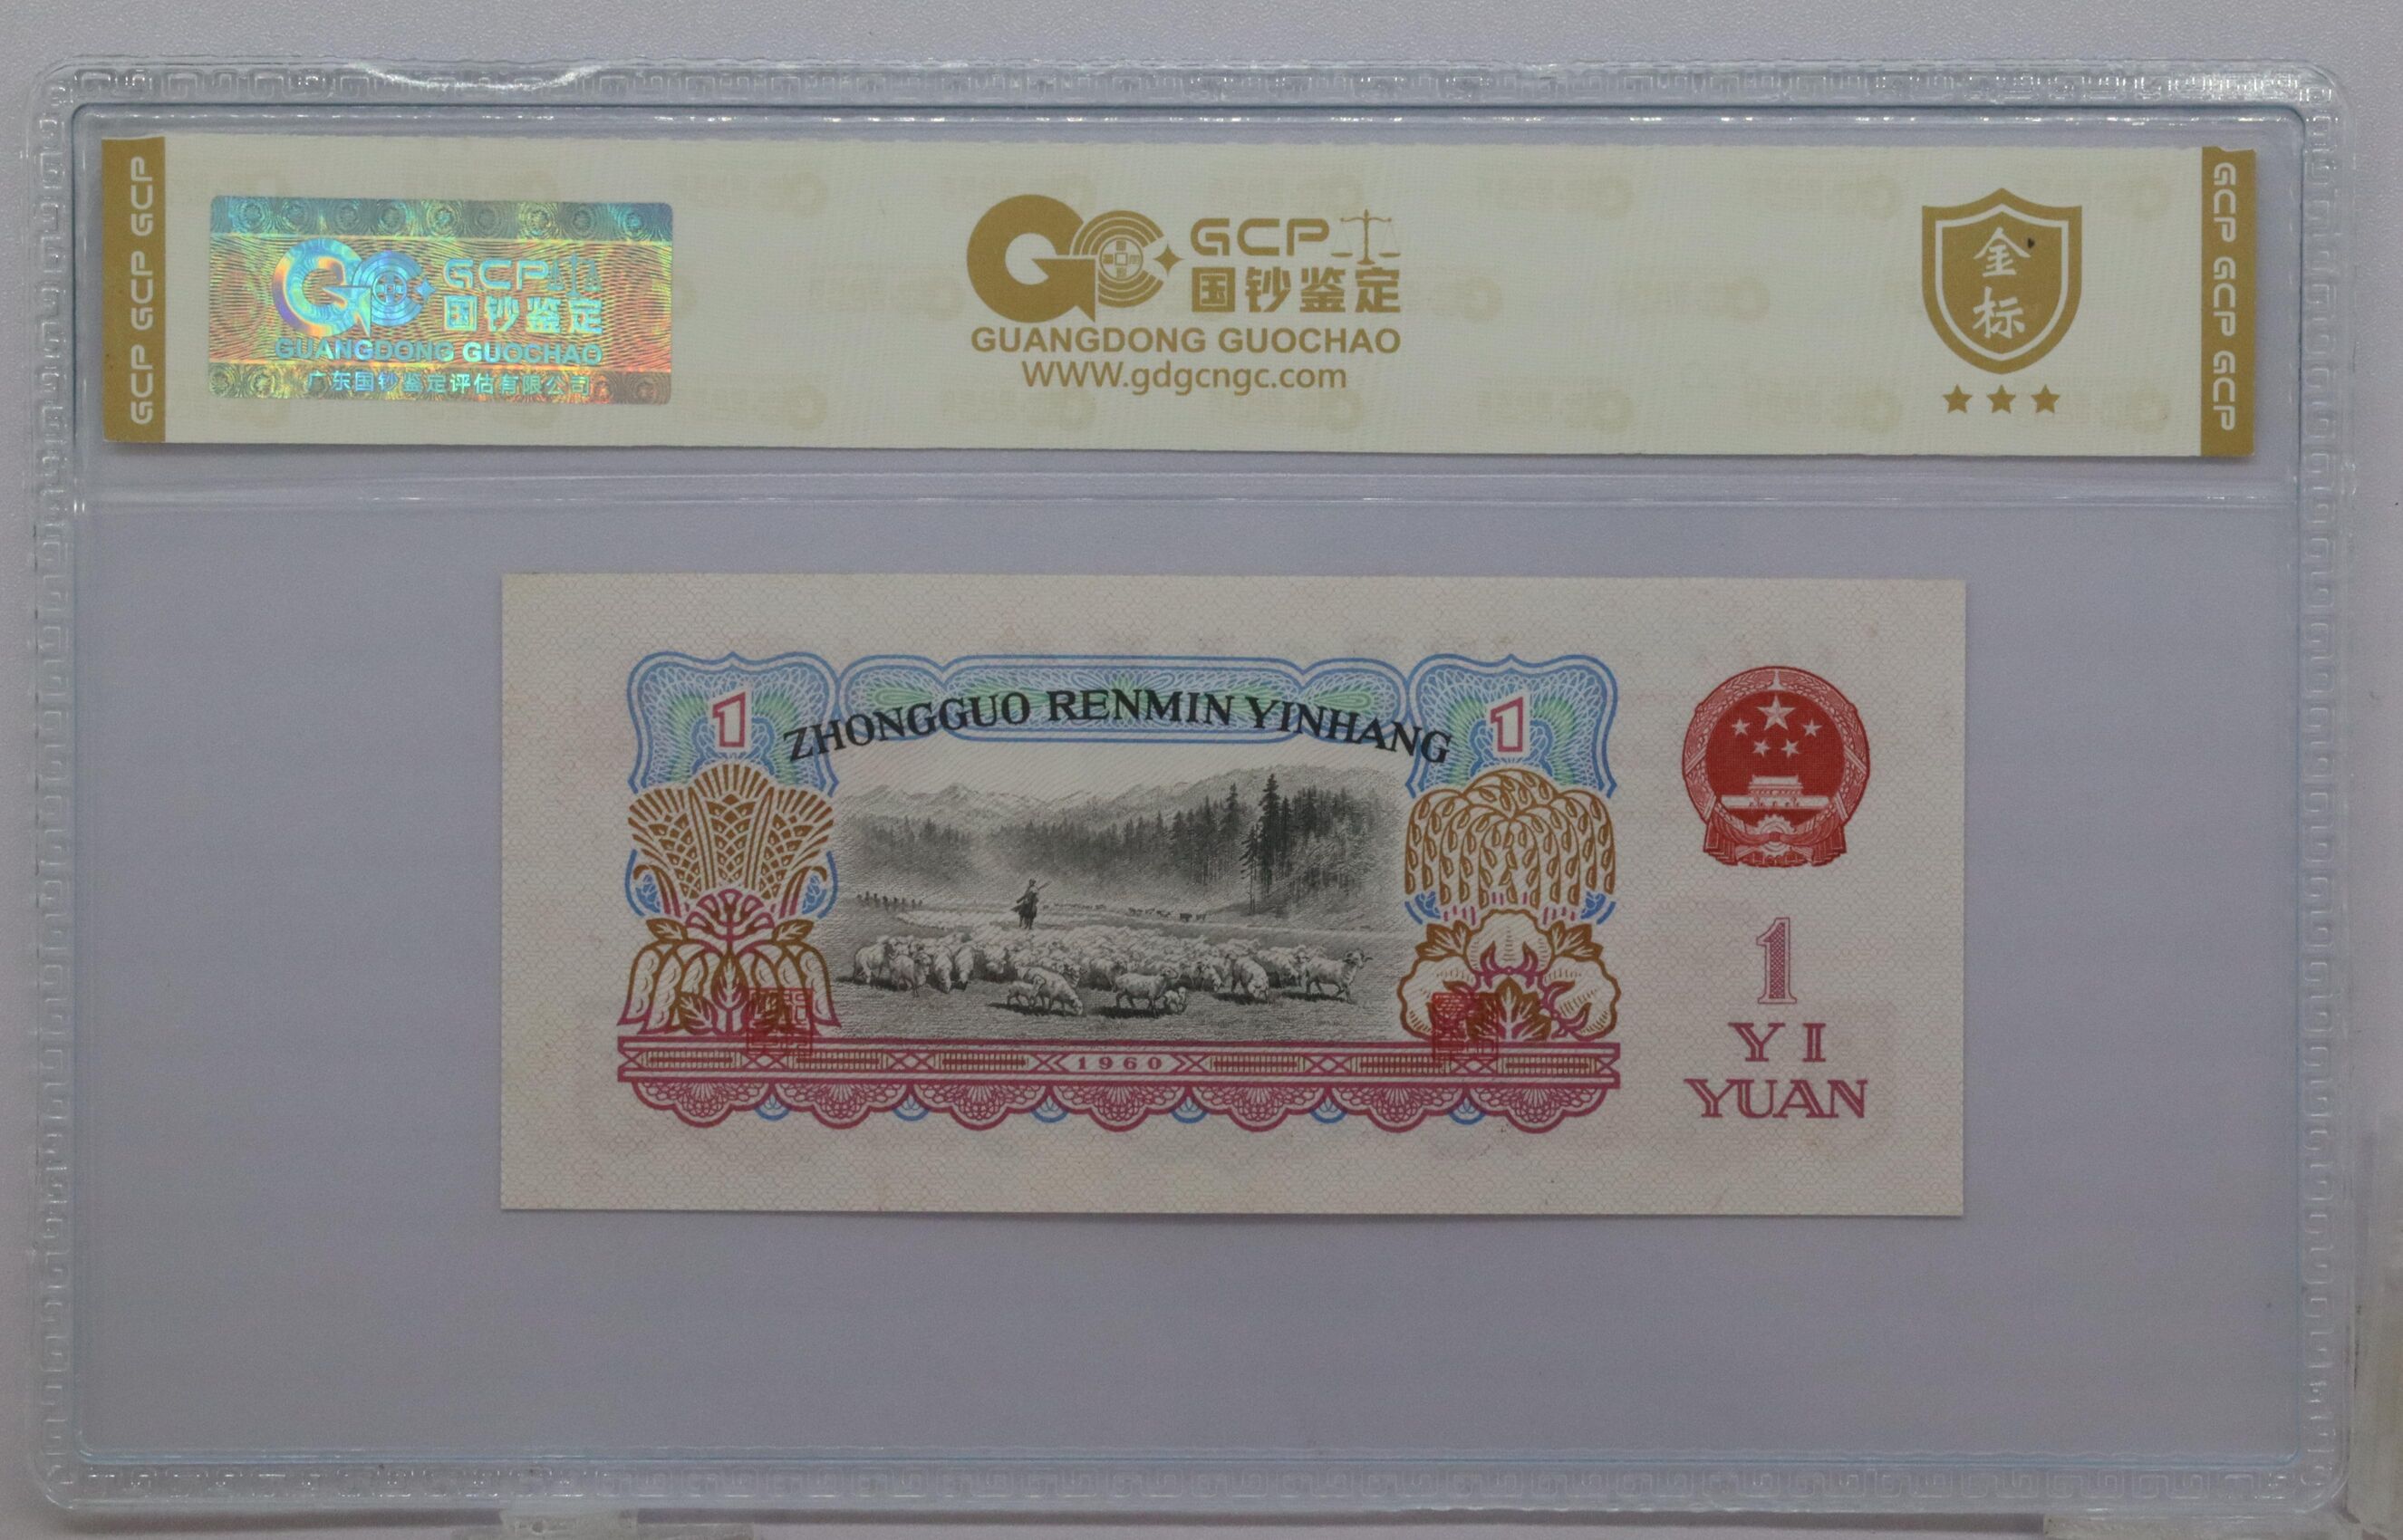 GCP GCP GCP
GCP
国钞鉴定
GUANGDONG GUOCHAO
广东国钞鉴定评估有限公司
GCP
国钞鉴定
GUANGDONG GUOCHAO
www.gdgcngc.com
金
标
GCP GCP GCP
1
ZHONGGUO RENMIN YINHANG
1
1960
1
YI
YUAN